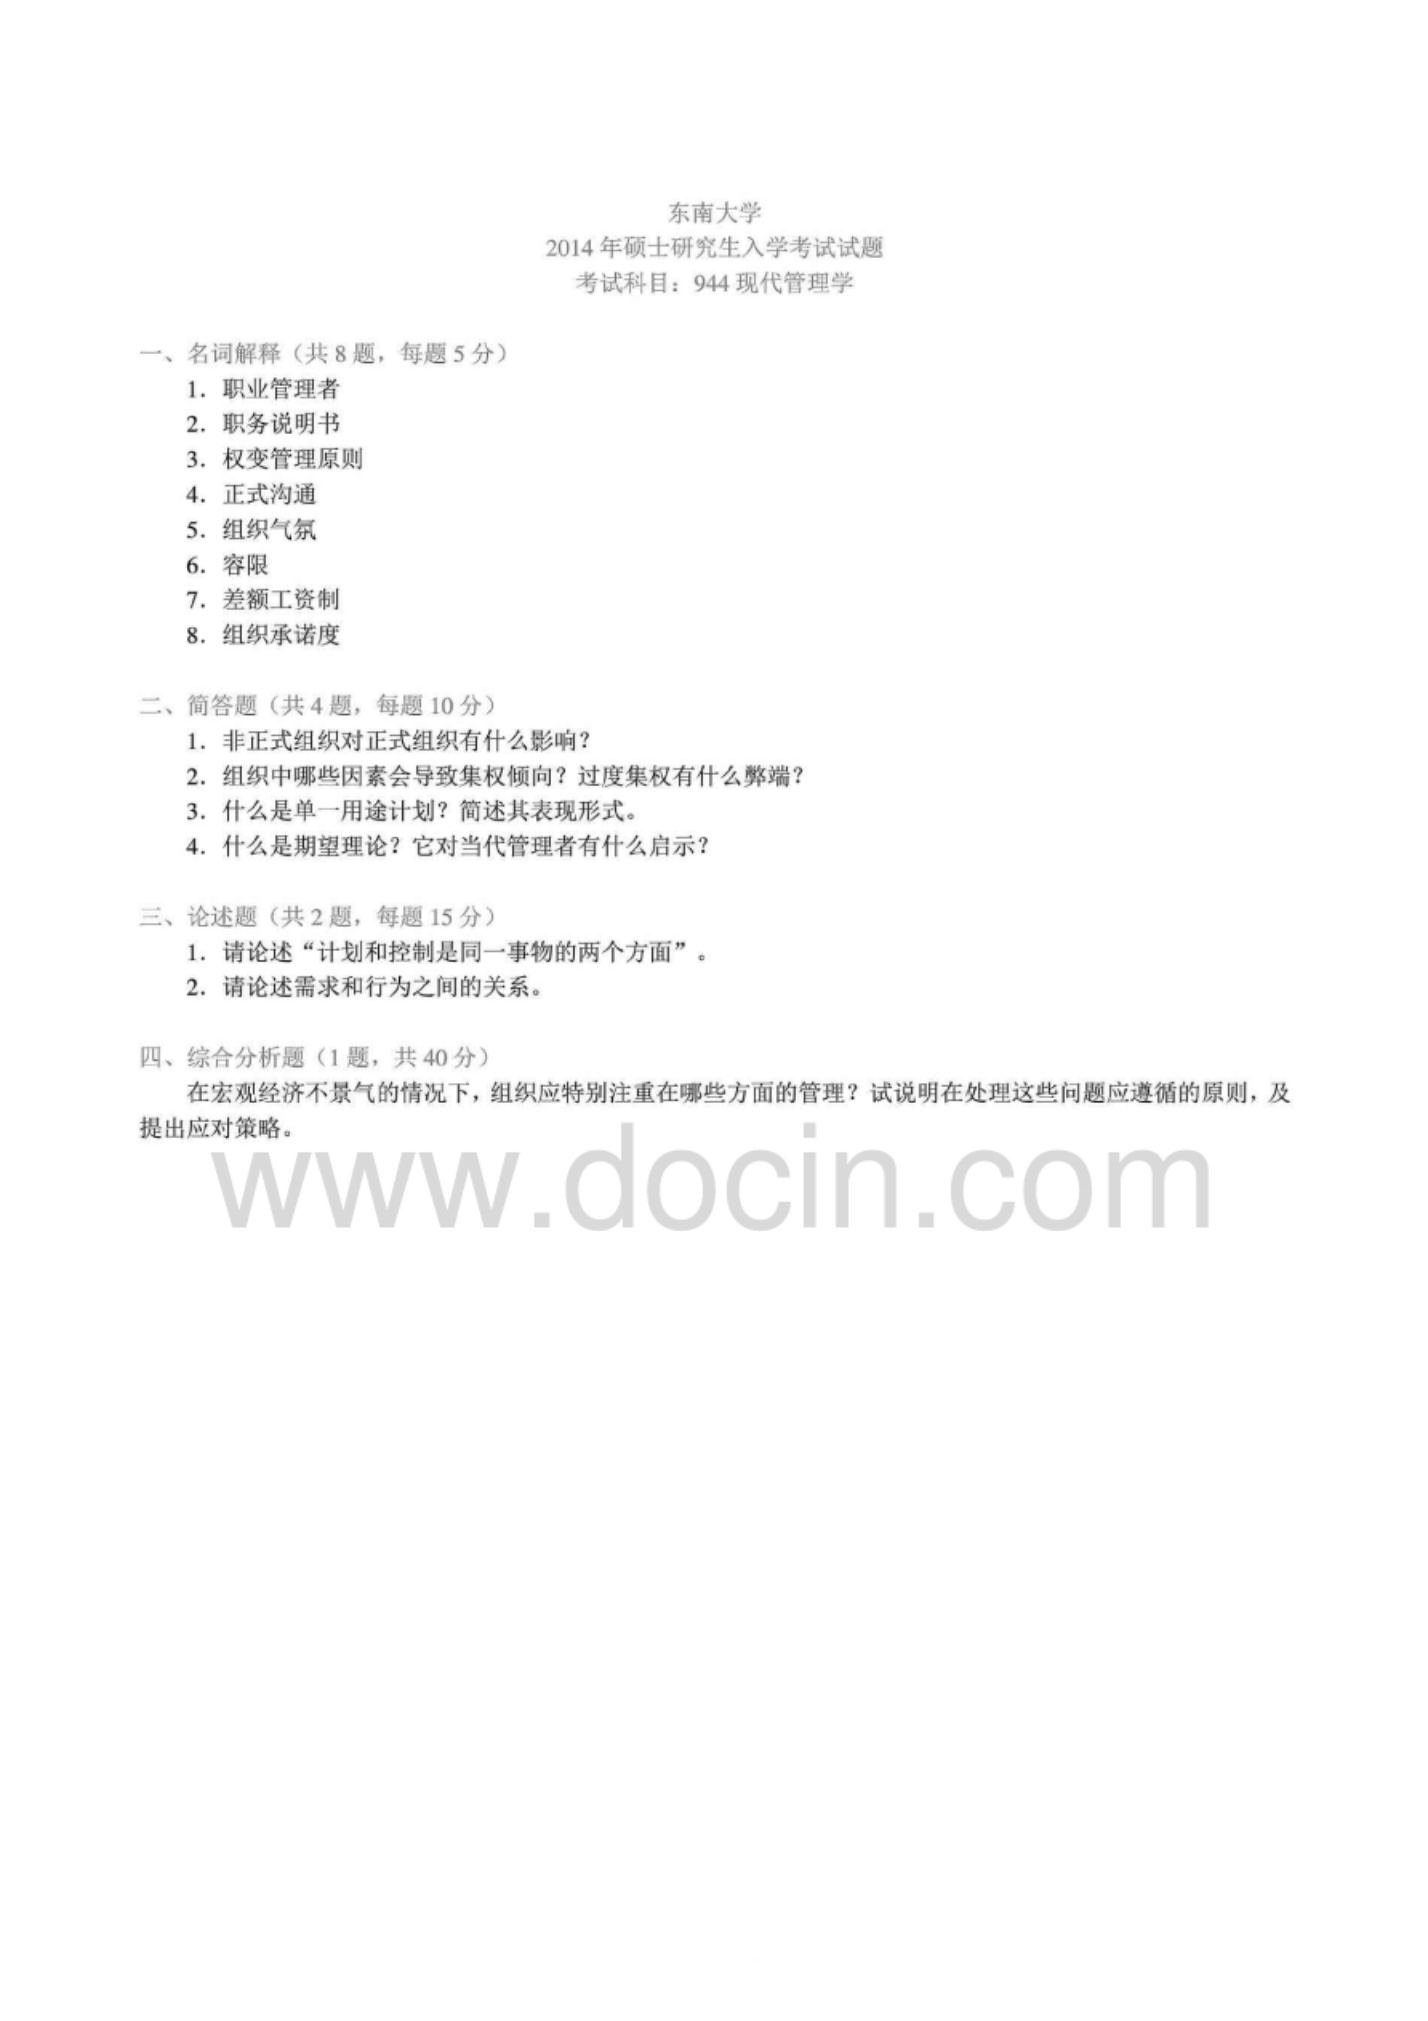 东南大学
2014 年硕士研究生入学考试试题
考试科目：944 现代管理学
一、名词解释（共 8 题，每题 5 分）
1．职业管理者
2．职务说明书
3．权变管理原则
4．正式沟通
5．组织气氛
6．容限
7．差额工资制
8．组织承诺度
二、简答题（共 4 题，每题 10 分）
1．非正式组织对正式组织有什么影响？
2．组织中哪些因素会导致集权倾向？过度集权有什么弊端？
3．什么是单一用途计划？简述其表现形式。
4．什么是期望理论？它对当代管理者有什么启示？
三、论述题（共 2 题，每题 15 分）
1．请论述“计划和控制是同一事物的两个方面”。
2．请论述需求和行为之间的关系。
四、综合分析题（1 题，共 40 分）
在宏观经济不景气的情况下，组织应特别注重在哪些方面的管理？试说明在处理这些问题应遵循的原则，及
提出应对策略。
www.docin.com